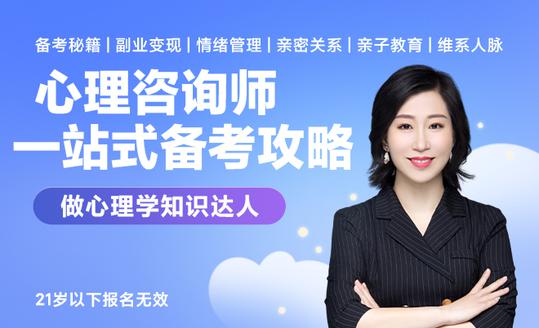 备考秘籍 | 副业变现 | 情绪管理 | 亲密关系 | 亲子教育 | 维系人脉
心理咨询师
一站式备考攻略
做心理学知识达人
21岁以下报名无效